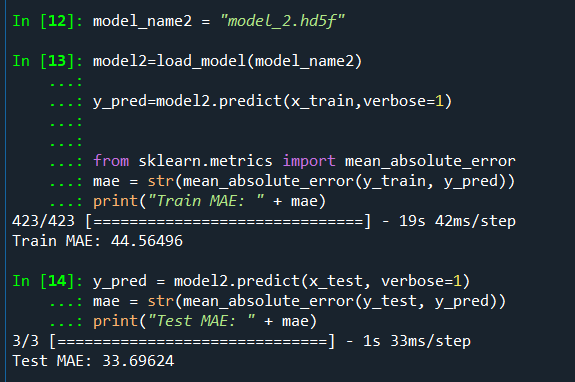 In [12]: model_name2 = "model_2.hd5f"
In [13]: model2=load_model(model_name2)
...:
...: y_pred=model2.predict(x_train,verbose=1)
...:
...:
...: from sklearn.metrics import mean_absolute_error
...: mae = str(mean_absolute_error(y_train, y_pred))
...: print("Train MAE: " + mae)
423/423 [==============================] - 19s 42ms/step
Train MAE: 44.56496
In [14]: y_pred = model2.predict(x_test, verbose=1)
...: mae = str(mean_absolute_error(y_test, y_pred))
...: print("Test MAE: " + mae)
3/3 [==============================] - 1s 33ms/step
Test MAE: 33.69624